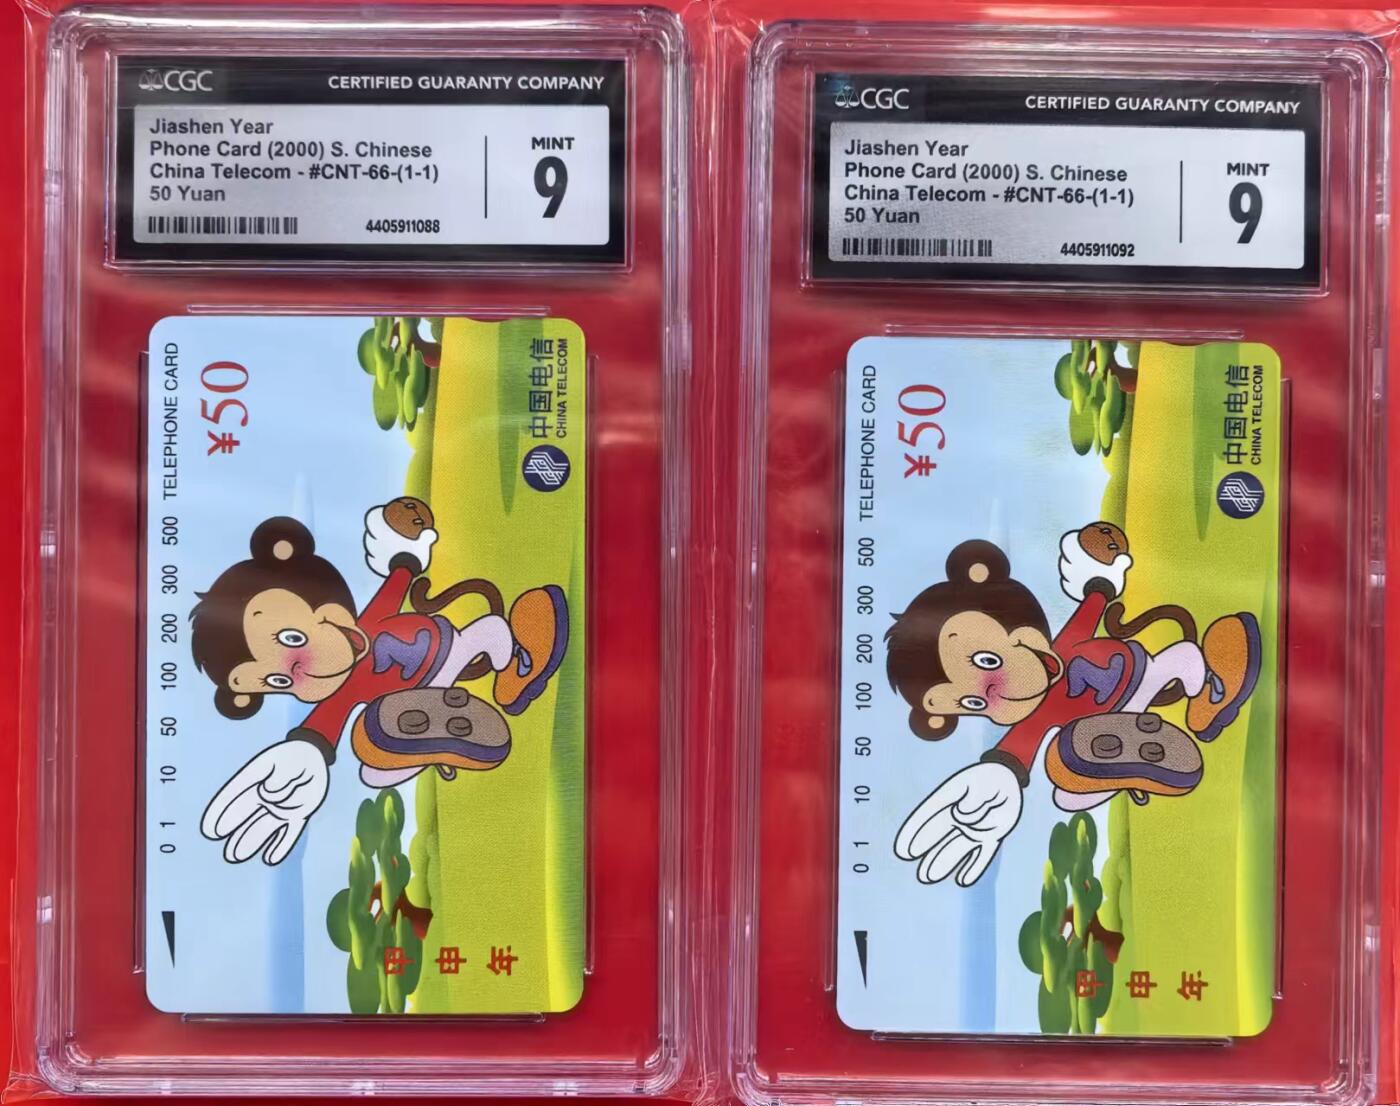 CGC CERTIFIED GUARANTY COMPANY
Jiashen Year
Phone Card (2000) S. Chinese
China Telecom - #CNT-66-(1-1)
50 Yuan
4405911088
MINT
9
TELEPHONE CARD
0 1 10 50 100 200 300 500
¥50
中国电信
CHINA TELECOM
甲申年
CGC CERTIFIED GUARANTY COMPANY
Jiashen Year
Phone Card (2000) S. Chinese
China Telecom - #CNT-66-(1-1)
50 Yuan
4405911092
MINT
9
TELEPHONE CARD
0 1 10 50 100 200 300 500
¥50
中国电信
CHINA TELECOM
甲申年